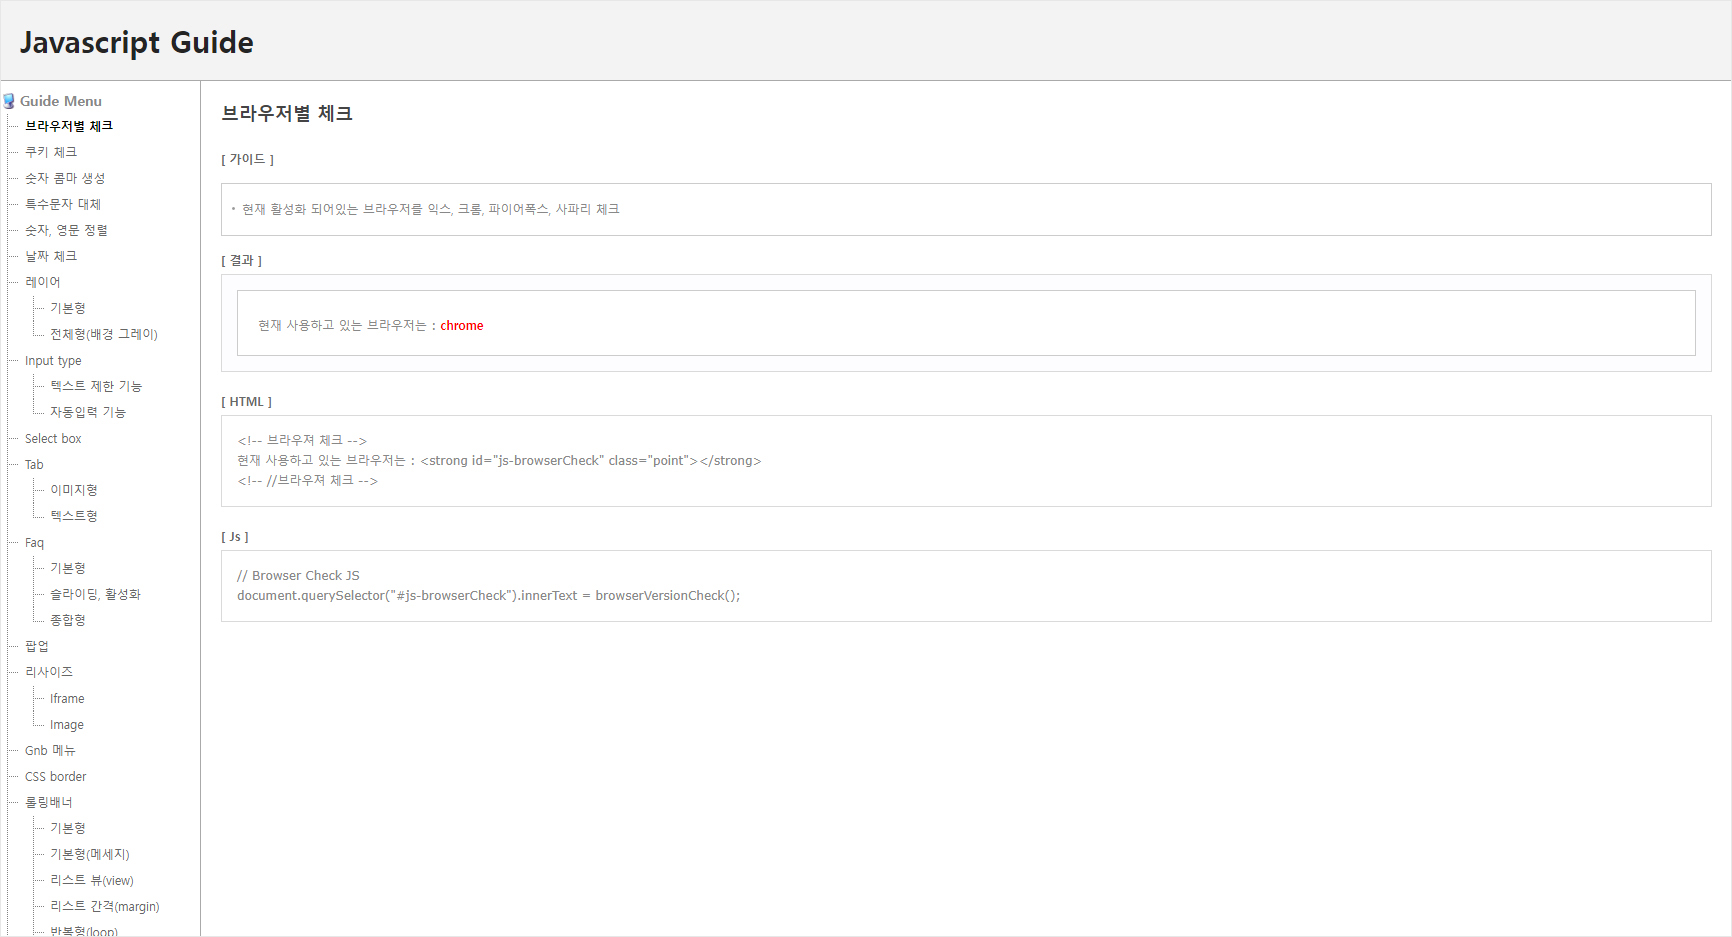 Javascript Guide
Guide Menu
브라우저별 체크
쿠키 체크
숫자 콤마 생성
특수문자 대체
숫자, 영문 정렬
날짜 체크
레이어
기본형
전체형(배경 그레이)
Input type
텍스트 제한 기능
자동입력 기능
Select box
Tab
이미지형
텍스트형
Faq
기본형
슬라이딩, 활성화
종합형
팝업
리사이즈
Iframe
Image
Gnb 메뉴
CSS border
롤링배너
기본형
기본형(메세지)
리스트 뷰(view)
리스트 간격(margin)
반복형(loop)
브라우저별 체크
[ 가이드 ]
• 현재 활성화 되어있는 브라우저를 익스, 크롬, 파이어폭스, 사파리 체크
[ 결과 ]
현재 사용하고 있는 브라우저는 : chrome
[ HTML ]
<!-- 브라우져 체크 -->
현재 사용하고 있는 브라우저는 : <strong id="js-browserCheck" class="point"></strong>
<!-- //브라우져 체크 -->
[ Js ]
// Browser Check JS
document.querySelector("#js-browserCheck").innerText = browserVersionCheck();